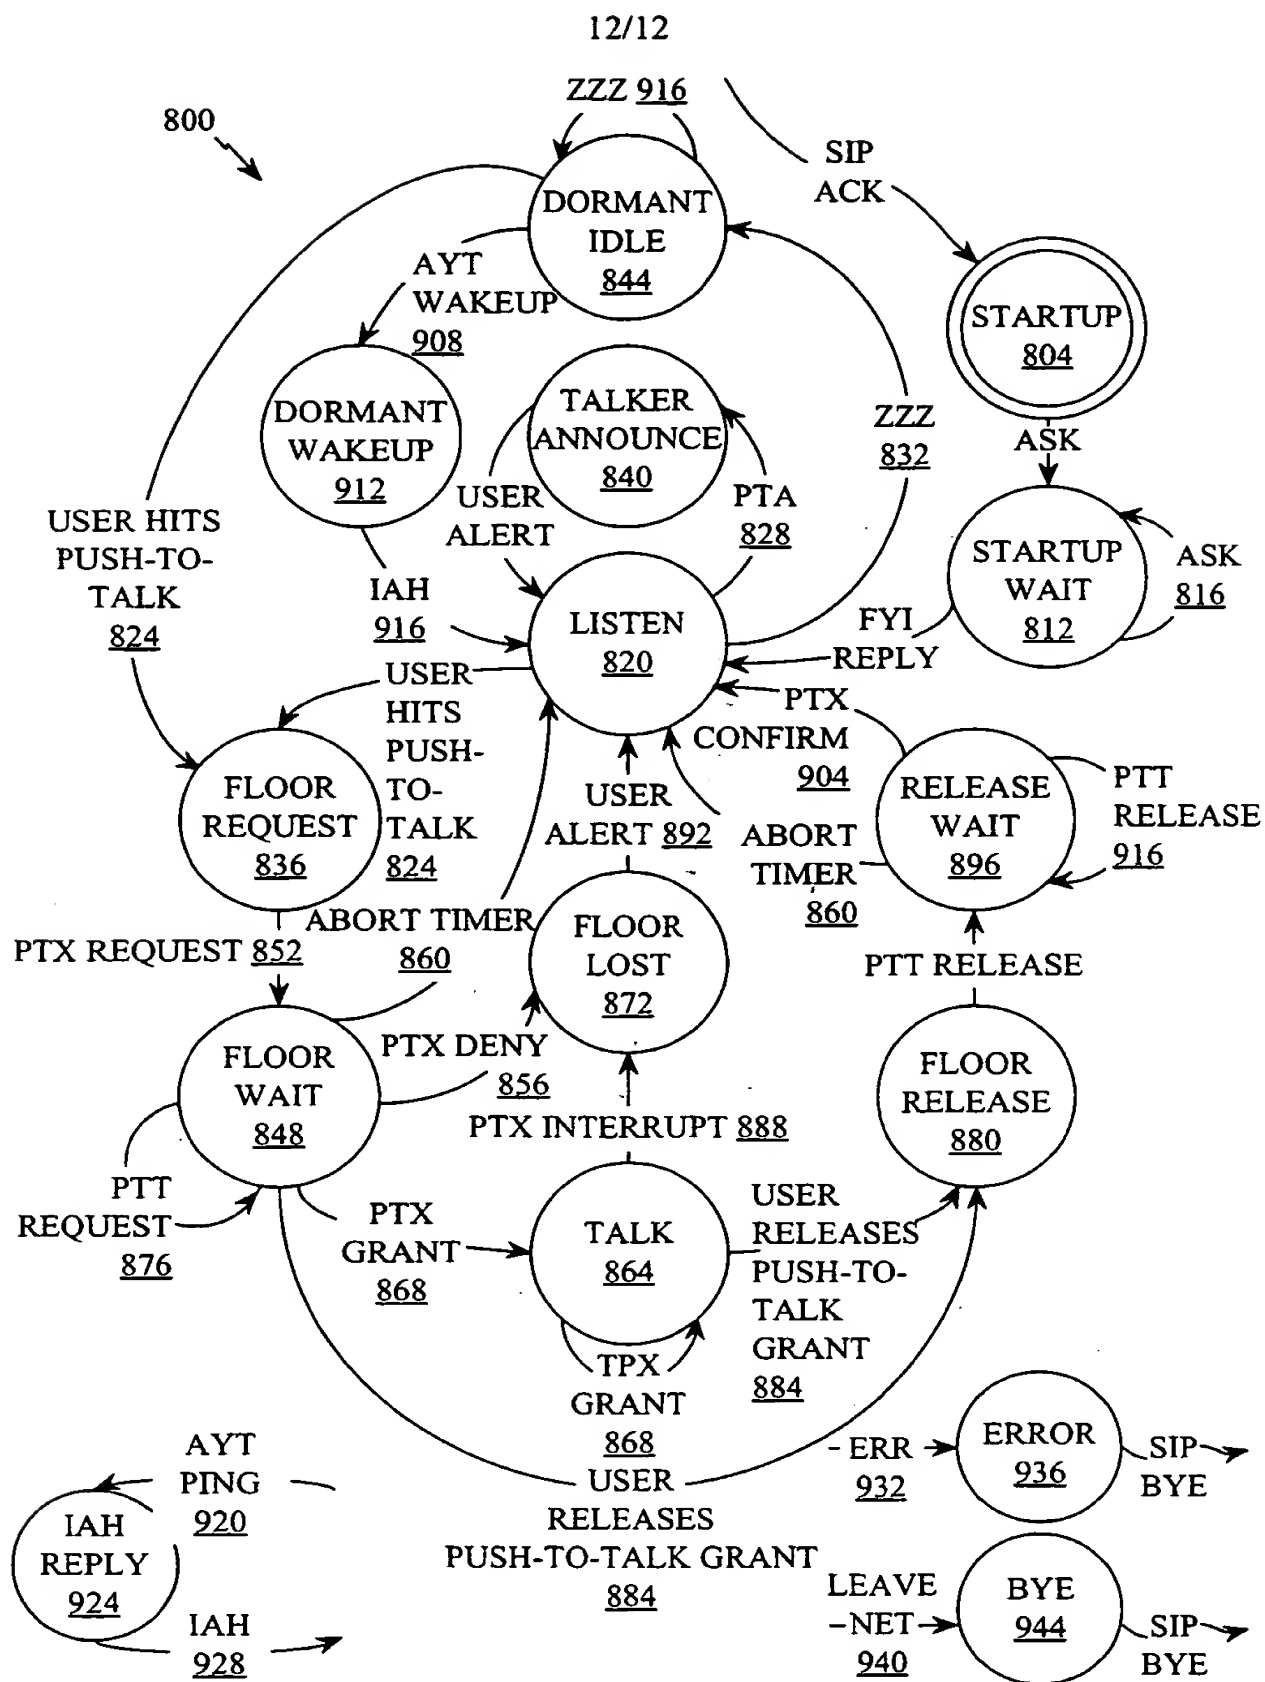 12/12
800
ZZZ 916
SIP
ACK
DORMANT
IDLE
844
AYT
WAKEUP
908
STARTUP
804
DORMANT
WAKEUP
912
TALKER
ANNOUNCE
840
ZZZ
832
ASK
USER HITS
PUSH-TO-
TALK
824
USER
ALERT
PTA
828
STARTUP
WAIT
812
ASK
816
IAH
916
LISTEN
820
FYI
REPLY
USER
HITS
PUSH-
TO-
TALK
824
PTX
CONFIRM
904
FLOOR
REQUEST
836
USER
ALERT 892
ABORT
TIMER
860
RELEASE
WAIT
896
PTT
RELEASE
916
PTX REQUEST 852
ABORT TIMER
860
FLOOR
LOST
872
PTT RELEASE
FLOOR
WAIT
848
PTX DENY
856
FLOOR
RELEASE
880
PTX INTERRUPT 888
PTT
REQUEST
876
PTX
GRANT
868
TALK
864
USER
RELEASES
PUSH-TO-
TALK
GRANT
884
TPX
GRANT
868
USER
RELEASES
PUSH-TO-TALK GRANT
884
AYT
PING
920
IAH
REPLY
924
IAH
928
-ERR
932
ERROR
936
SIP
BYE
LEAVE
-NET
940
BYE
944
SIP
BYE